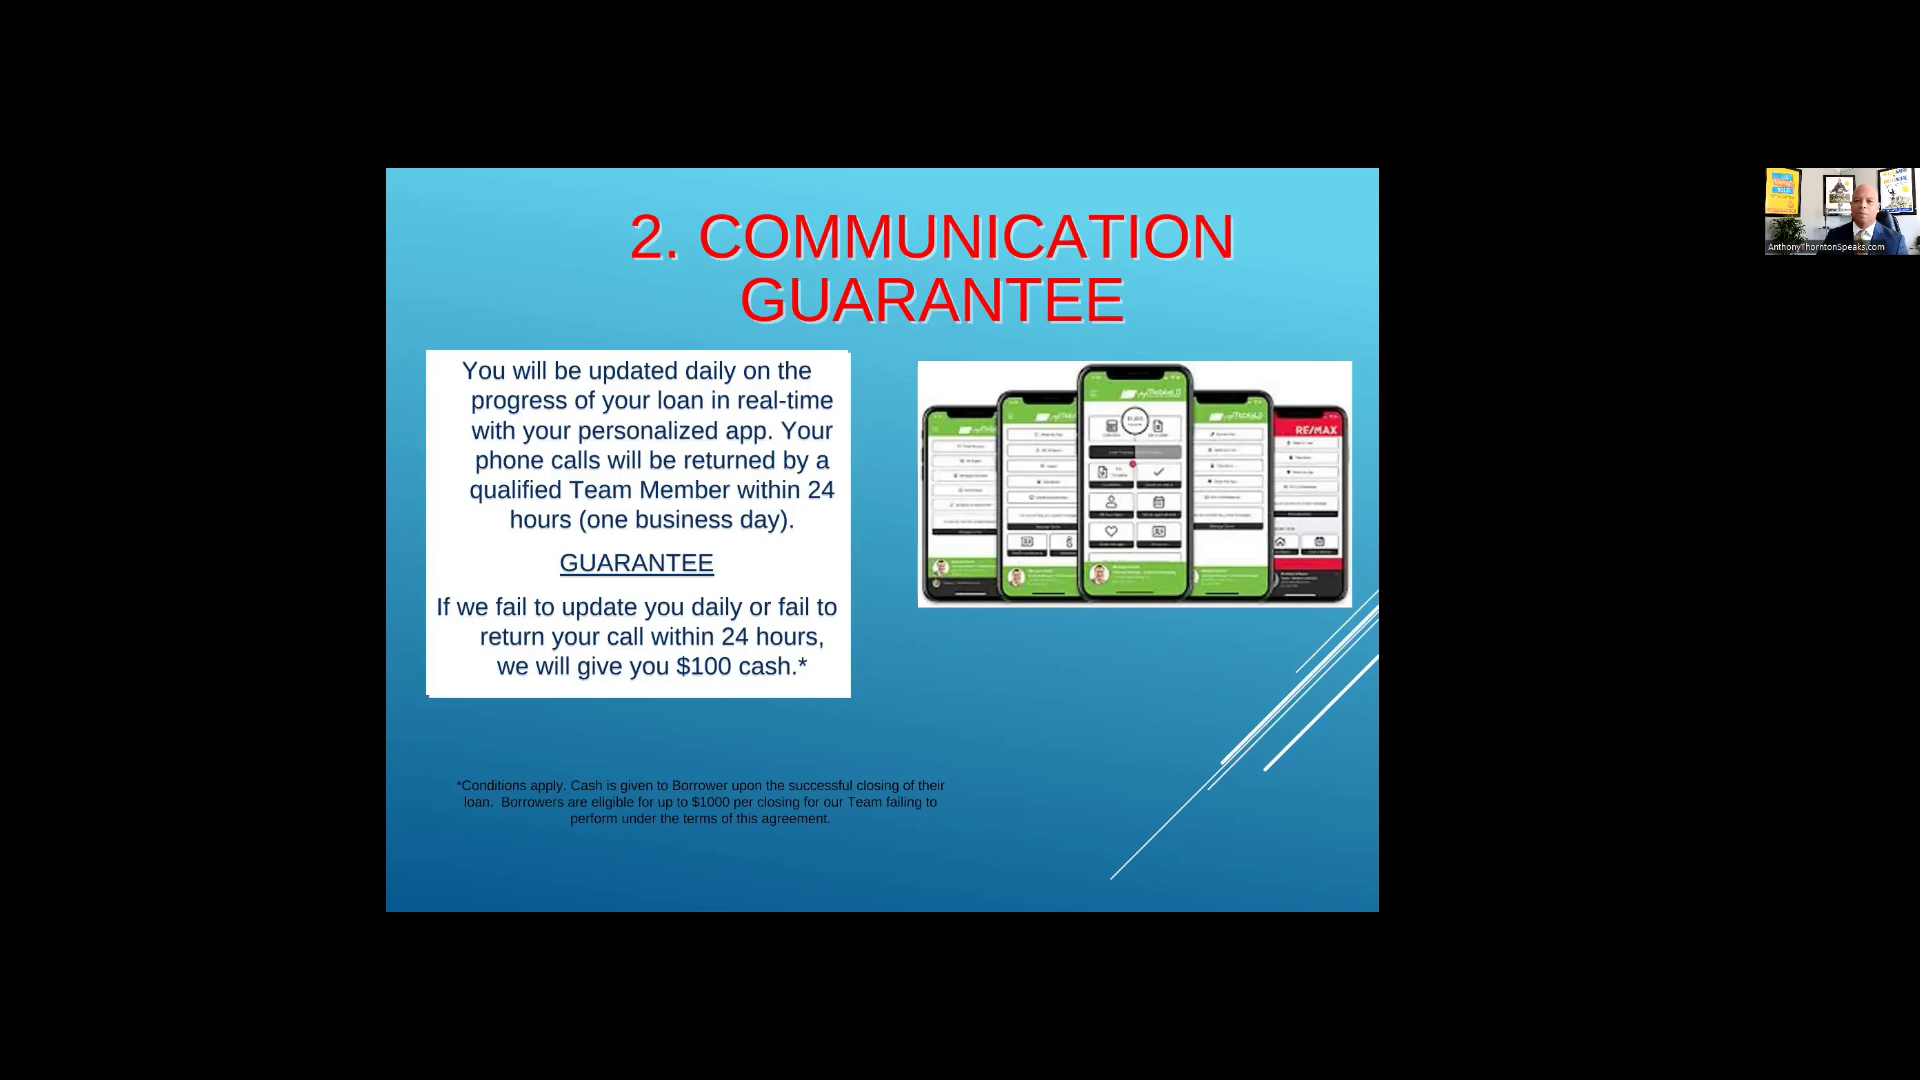 2. COMMUNICATION
GUARANTEE
You will be updated daily on the
progress of your loan in real-time
with your personalized app. Your
phone calls will be returned by a
qualified Team Member within 24
hours (one business day).
GUARANTEE
If we fail to update you daily or fail to
return your call within 24 hours,
we will give you $100 cash.*
RE/MAX
*Conditions apply. Cash is given to Borrower upon the successful closing of their
loan. Borrowers are eligible for up to $1000 per closing for our Team failing to
perform under the terms of this agreement.
AnthonyThorntonSpeaks.com